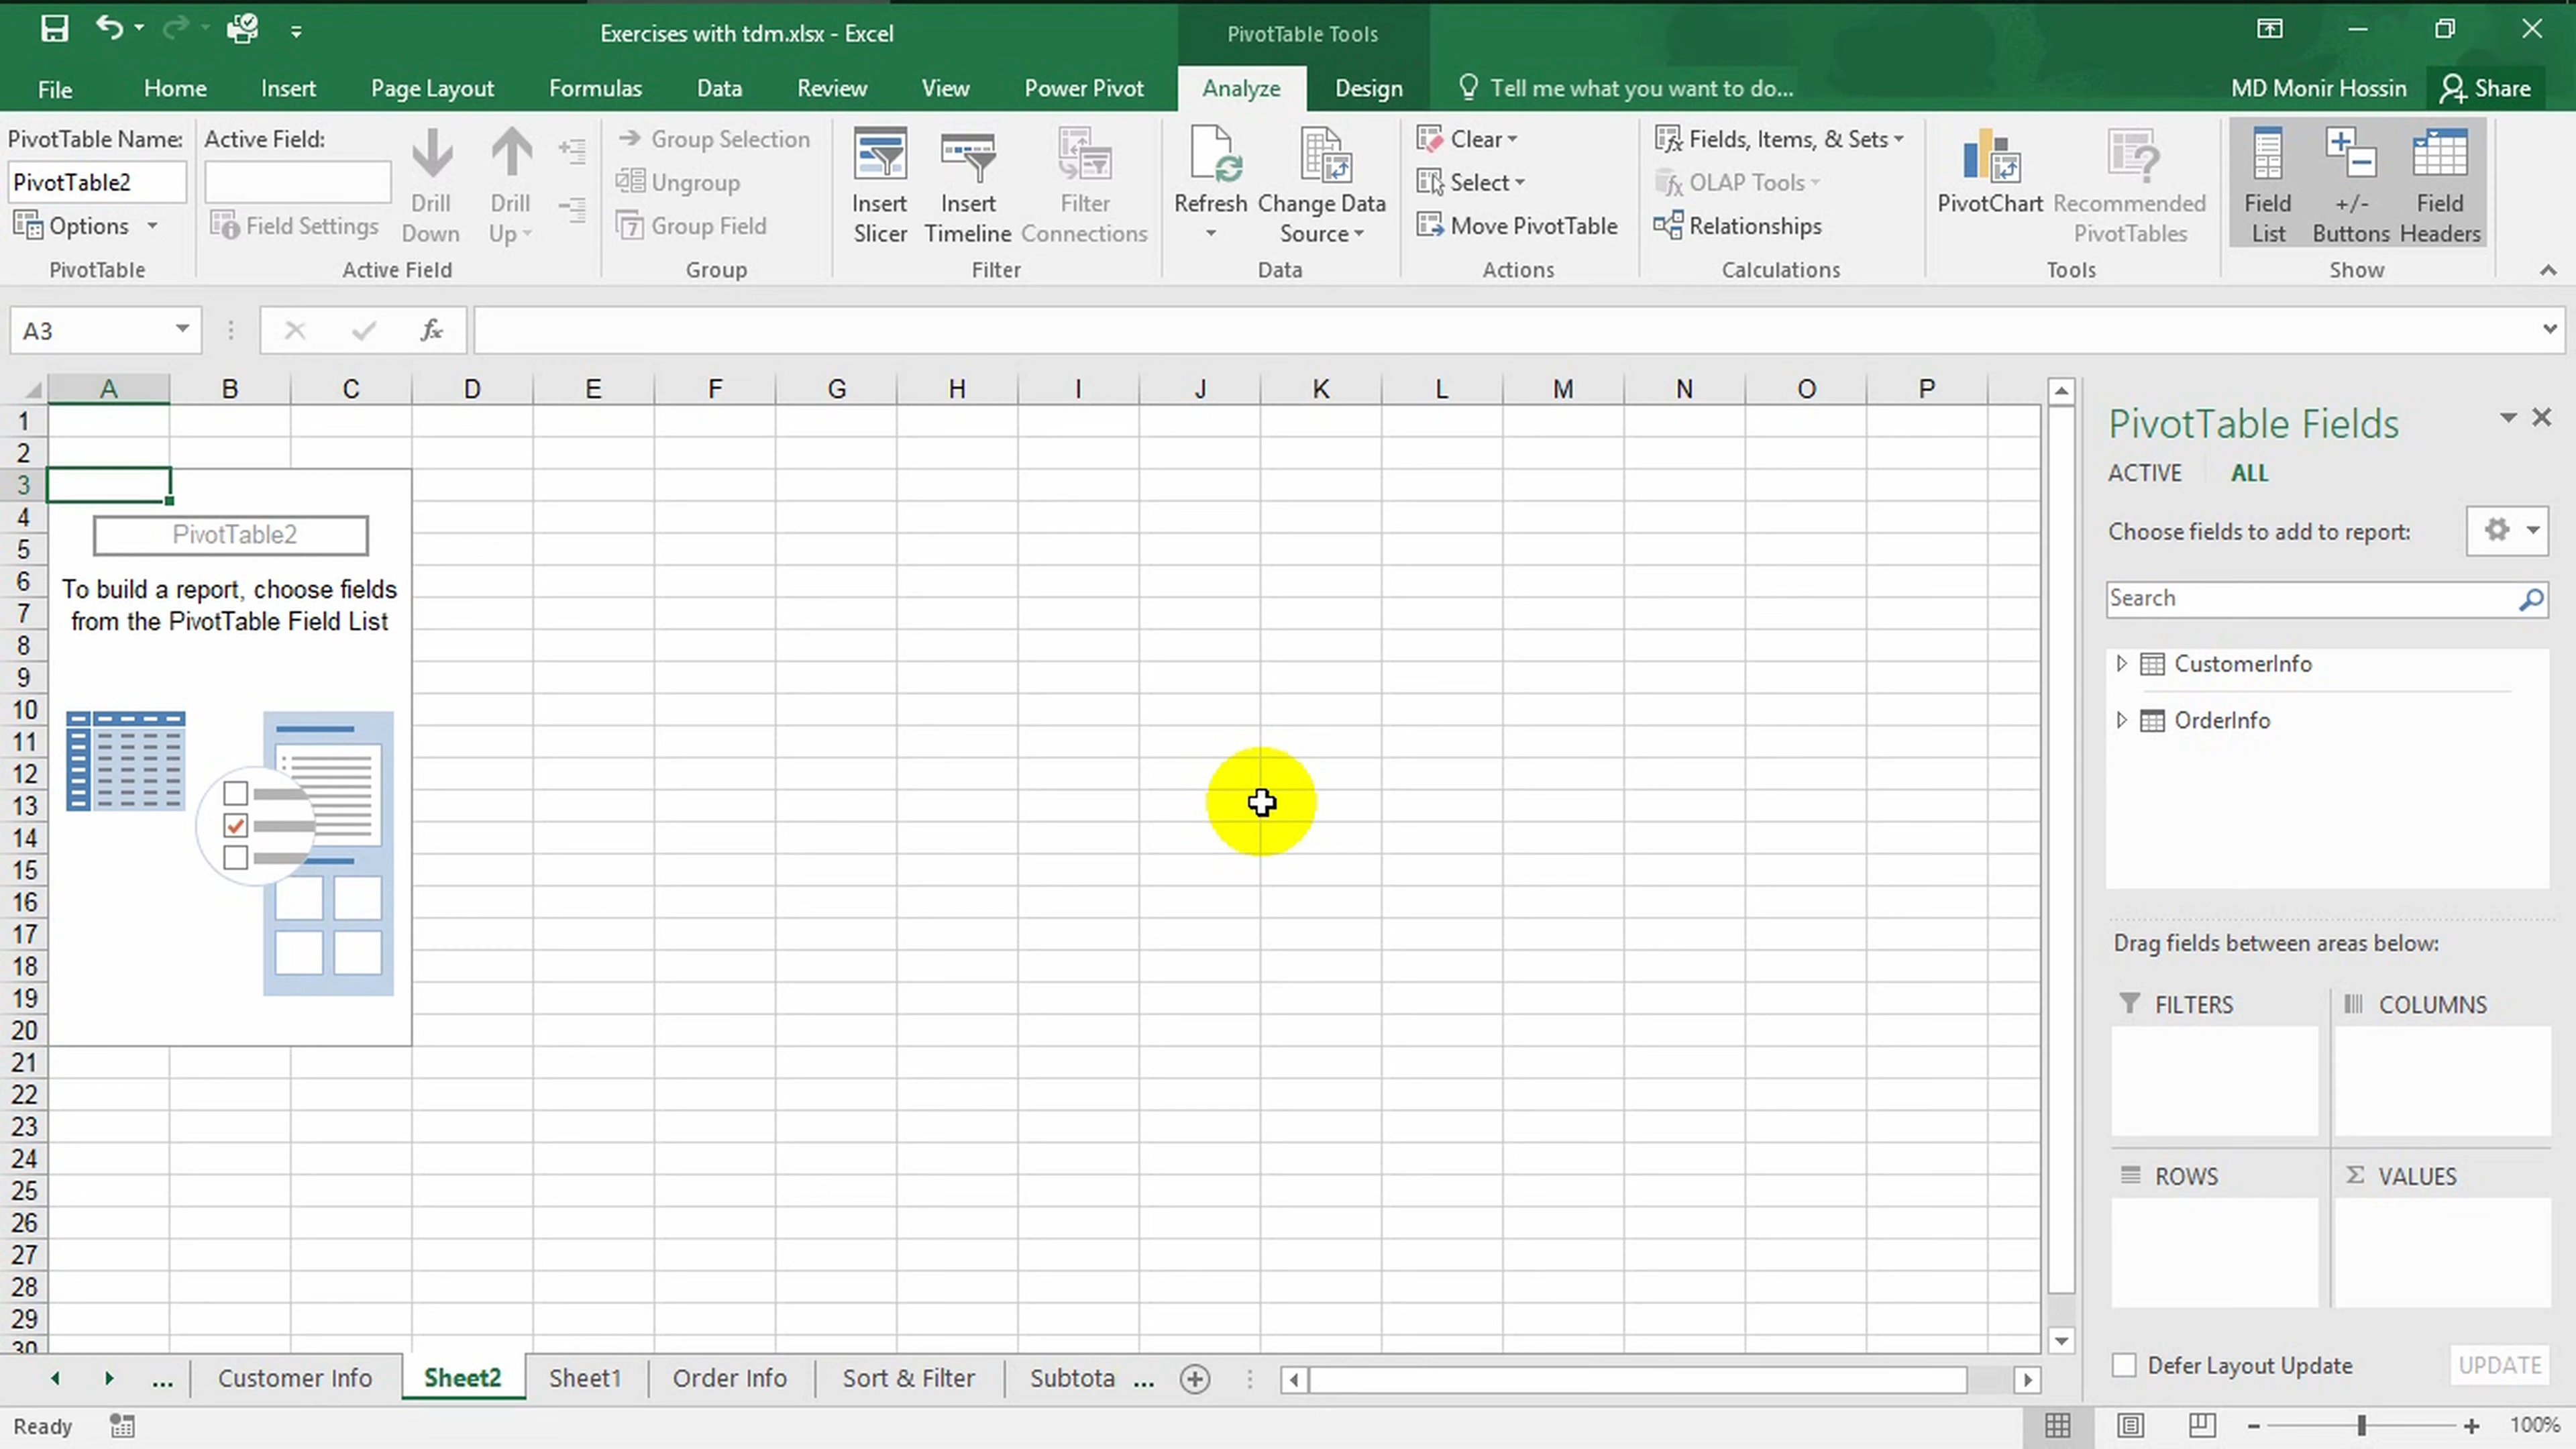 Exercises with tdm.xlsx - Excel
PivotTable Tools
File Home Insert Page Layout Formulas Data Review View Power Pivot Analyze Design Tell me what you want to do... MD Monir Hossin Share
PivotTable Name:
PivotTable2
Options
PivotTable
Active Field:
Field Settings
Drill Down
Drill Up
Active Field
Group Selection
Ungroup
Group Field
Group
Insert Slicer
Insert Timeline
Filter Connections
Filter
Refresh
Change Data Source
Data
Clear
Select
Move PivotTable
Actions
Fields, Items, & Sets
OLAP Tools
Relationships
Calculations
PivotChart
Recommended PivotTables
Tools
Field List
+/- Buttons
Field Headers
Show
A3
fx
A B C D E F G H I J K L M N O P
1
2
3
4
5
6
7
8
9
10
11
12
13
14
15
16
17
18
19
20
21
22
23
24
25
26
27
28
29
30
PivotTable2
To build a report, choose fields
from the PivotTable Field List
PivotTable Fields
ACTIVE ALL
Choose fields to add to report:
Search
CustomerInfo
OrderInfo
Drag fields between areas below:
FILTERS COLUMNS
ROWS Σ VALUES
Defer Layout Update UPDATE
... Customer Info Sheet2 Sheet1 Order Info Sort & Filter Subtota ...
Ready 100%